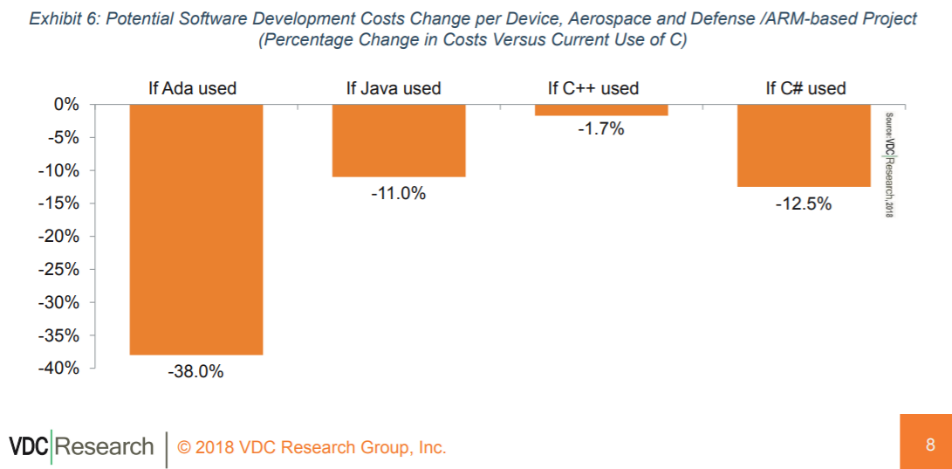 Exhibit 6: Potential Software Development Costs Change per Device, Aerospace and Defense /ARM-based Project
(Percentage Change in Costs Versus Current Use of C)
If Ada used
If Java used
If C++ used
If C# used
0%
-5%
-10%
-15%
-20%
-25%
-30%
-35%
-40%
-38.0%
-11.0%
-1.7%
-12.5%
Source:VDC|Research,2018
VDC|Research
© 2018 VDC Research Group, Inc.
8